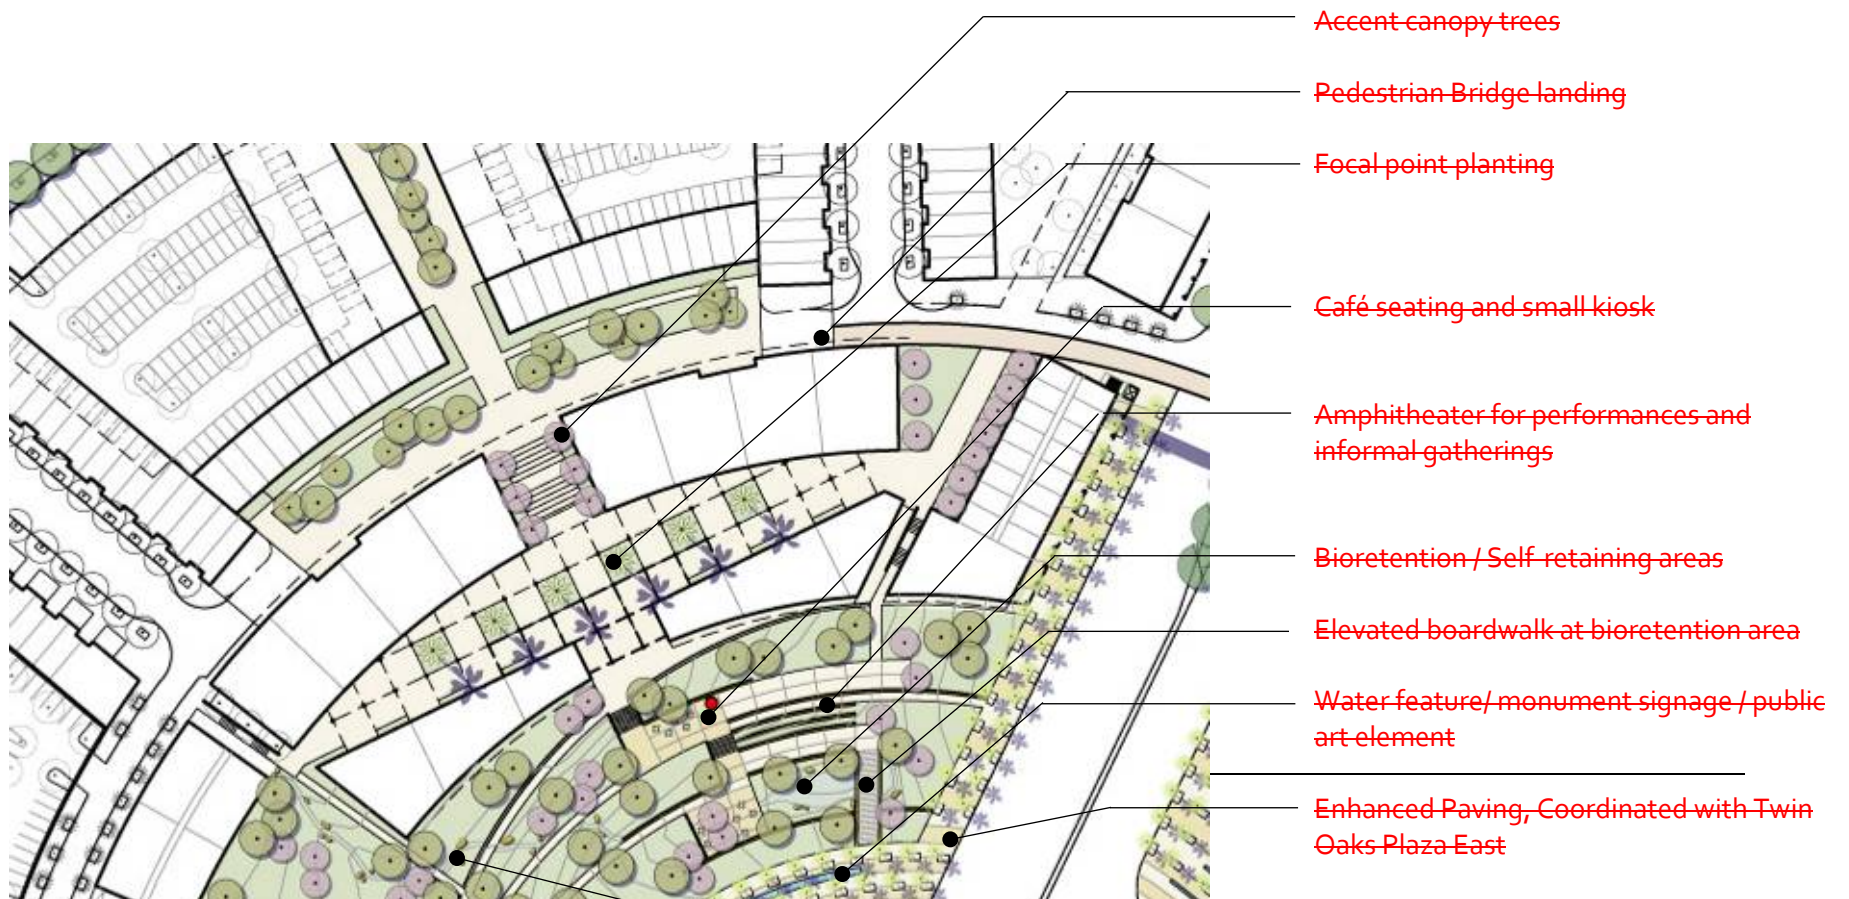 Accent canopy trees
Pedestrian Bridge landing
Focal point planting
Café seating and small kiosk
Amphitheater for performances and
informal gatherings
Bioretention / Self-retaining areas
Elevated boardwalk at bioretention area
Water feature/ monument signage / public
art element
Enhanced Paving, Coordinated with Twin
Oaks Plaza East